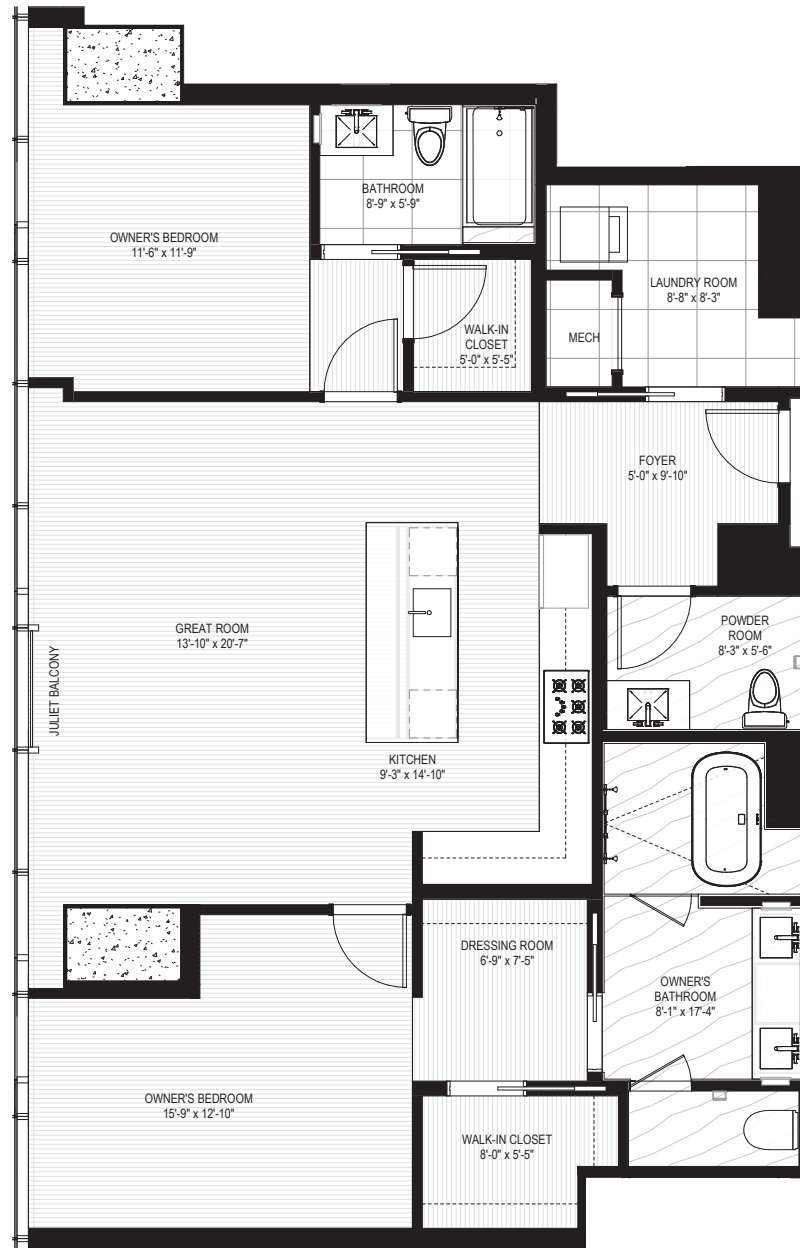 BATHROOM
8'-9" x 5'-9"
OWNER'S BEDROOM
11'-6" x 11'-9"
LAUNDRY ROOM
8'-8" x 8'-3"
WALK-IN
CLOSET
5'-0" x 5'-5"
MECH
FOYER
5'-0" x 9'-10"
GREAT ROOM
13'-10" x 20'-7"
POWDER
ROOM
8'-3" x 5'-6"
JULIET BALCONY
KITCHEN
9'-3" x 14'-10"
DRESSING ROOM
6'-9" x 7'-5"
OWNER'S
BATHROOM
8'-1" x 17'-4"
OWNER'S BEDROOM
15'-9" x 12'-10"
WALK-IN CLOSET
8'-0" x 5'-5"